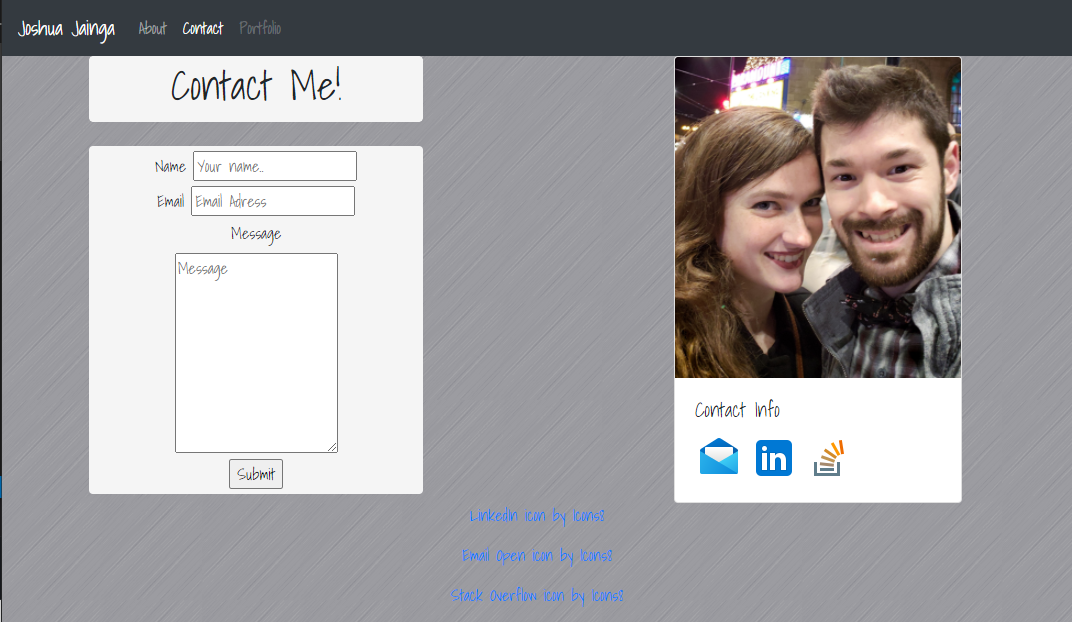 Joshua Jainga About Contact Portfolio
Contact Me!
Name Your name..
Email Email Adress
Message
Message
Submit
Contact Info
in
LinkedIn icon by Icons8
Email Open icon by Icons8
Stack Overflow icon by Icons8